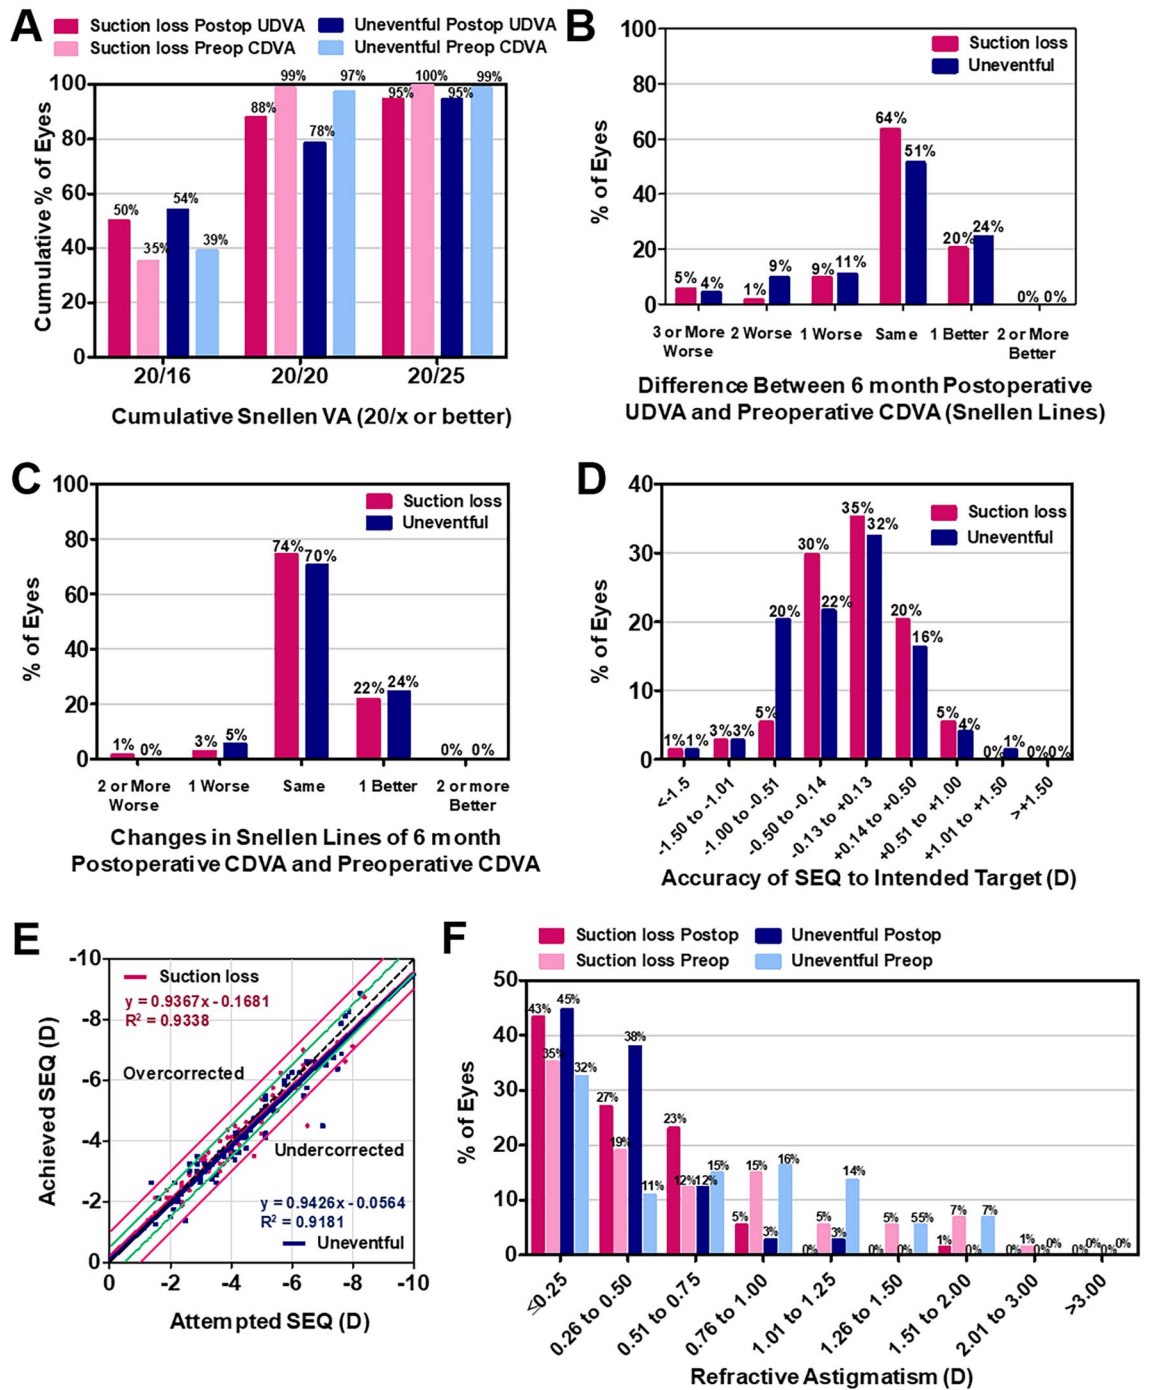 A
Suction loss Postop UDVA
Uneventful Postop UDVA
Suction loss Preop CDVA
Uneventful Preop CDVA
Cumulative % of Eyes
100
80
60
40
20
0
50%
35%
54%
39%
88%
99%
78%
97%
95%
100%
95%
99%
20/16
20/20
20/25
Cumulative Snellen VA (20/x or better)
B
Suction loss
Uneventful
% of Eyes
100
80
60
40
20
0
5%
4%
1%
9%
9%
11%
64%
51%
20%
24%
0%
0%
3 or More
Worse
2 Worse
1 Worse
Same
1 Better
2 or More
Better
Difference Between 6 month Postoperative
UDVA and Preoperative CDVA (Snellen Lines)
C
Suction loss
Uneventful
% of Eyes
100
80
60
40
20
0
1%
0%
3%
5%
74%
70%
22%
24%
0%
0%
2 or More
Worse
1 Worse
Same
1 Better
2 or more
Better
Changes in Snellen Lines of 6 month
Postoperative CDVA and Preoperative CDVA
D
Suction loss
Uneventful
% of Eyes
40
30
20
10
0
1%
1%
3%
3%
5%
20%
30%
22%
35%
32%
20%
16%
5%
4%
0%
1%
0%
0%
<-1.5
-1.50 to -1.01
-1.00 to -0.51
-0.50 to -0.14
-0.13 to +0.13
+0.14 to +0.50
+0.51 to +1.00
+1.01 to +1.50
>+1.50
Accuracy of SEQ to Intended Target (D)
E
Achieved SEQ (D)
-10
-8
-6
-4
-2
0
Suction loss
y = 0.9367x - 0.1681
R² = 0.9338
Overcorrected
Undercorrected
y = 0.9426x - 0.0564
R² = 0.9181
Uneventful
0
-2
-4
-6
-8
-10
Attempted SEQ (D)
F
Suction loss Postop
Uneventful Postop
Suction loss Preop
Uneventful Preop
% of Eyes
50
40
30
20
10
0
43%
35%
45%
32%
27%
19%
38%
11%
23%
12%
12%
15%
5%
15%
3%
16%
0%
5%
3%
14%
0%
5%
0%
55%
1%
7%
0%
7%
0%
1%
0%
0%
0%
0%
0%
0%
≤0.25
0.26 to 0.50
0.51 to 0.75
0.76 to 1.00
1.01 to 1.25
1.26 to 1.50
1.51 to 2.00
2.01 to 3.00
>3.00
Refractive Astigmatism (D)